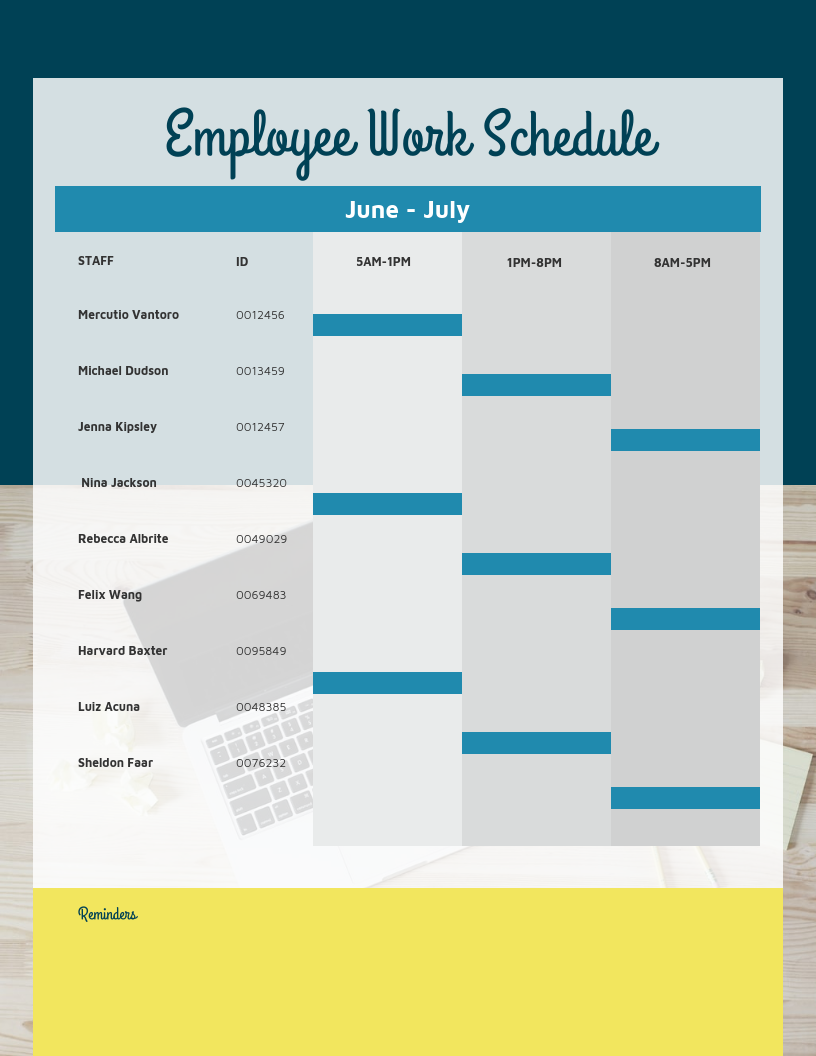 Employee Work Schedule
June - July
STAFF ID 5AM-1PM 1PM-8PM 8AM-5PM
Mercutio Vantoro 0012456
Michael Dudson 0013459
Jenna Kipsley 0012457
Nina Jackson 0045320
Rebecca Albrite 0049029
Felix Wang 0069483
Harvard Baxter 0095849
Luiz Acuna 0048385
Sheldon Faar 0076232
Reminders